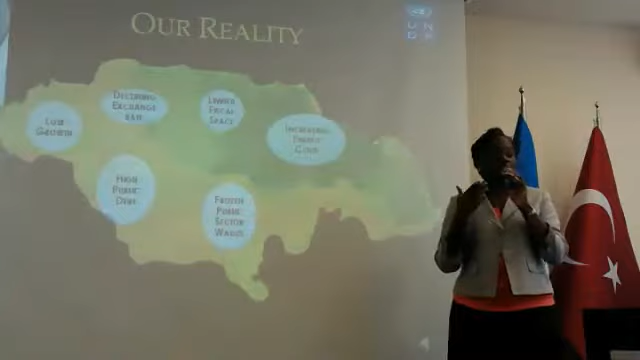 OUR REALITY
U N
D P
LOW
GROWTH
DECLINING
EXCHANGE
RATE
LIMITED
FISCAL
SPACE
INCREASING
ENERGY
COSTS
HIGH
PUBLIC
DEBT
FROZEN
PUBLIC
SECTOR
WAGES